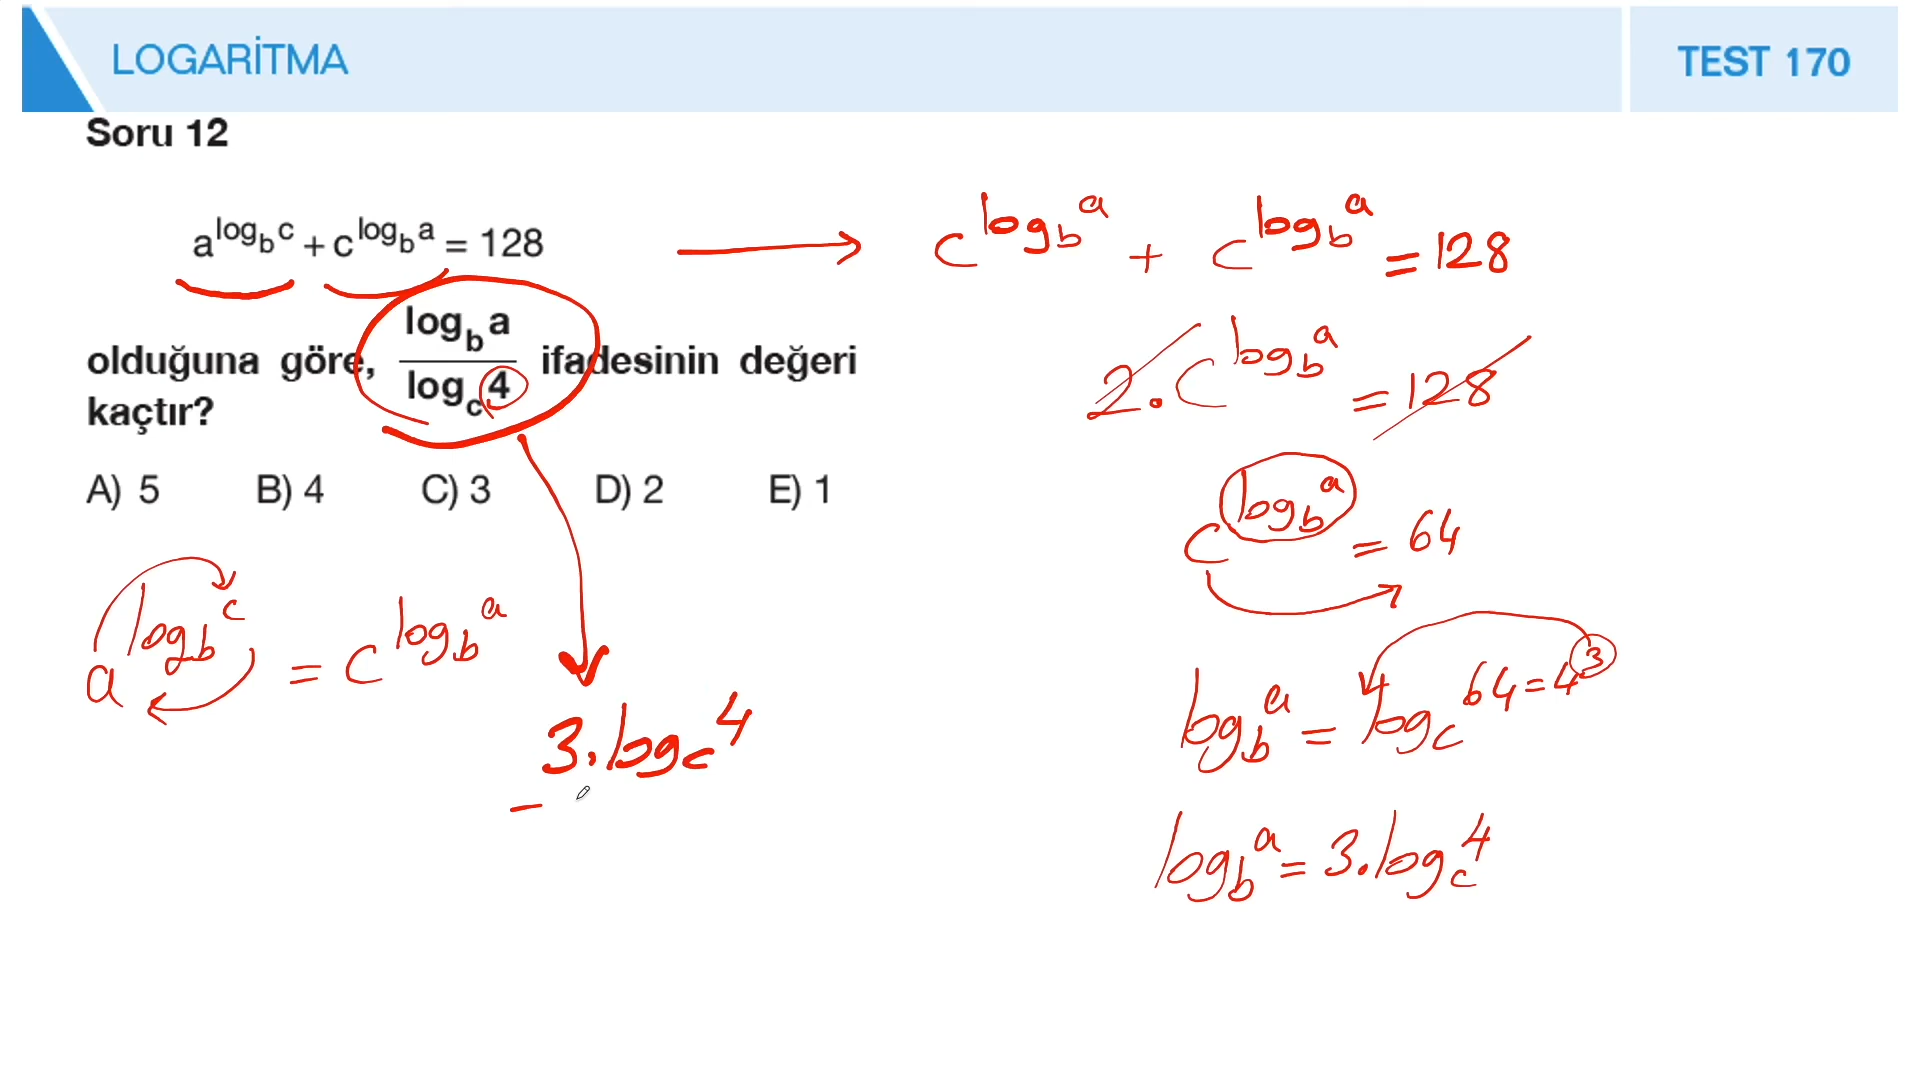 LOGARİTMA
TEST 170
Soru 12
a^{log_b c} + c^{log_b a} = 128
olduğuna göre, \frac{log_b a}{log_c 4} ifadesinin değeri
kaçtır?
A) 5 B) 4 C) 3 D) 2 E) 1
a^{log_b c} = c^{log_b a}
3.log_c 4
c^{log_b a} + c^{log_b a} = 128
2.c^{log_b a} = 128
c^{log_b a} = 64
log_b a = log_c 64=4^3
log_b a = 3.log_c 4